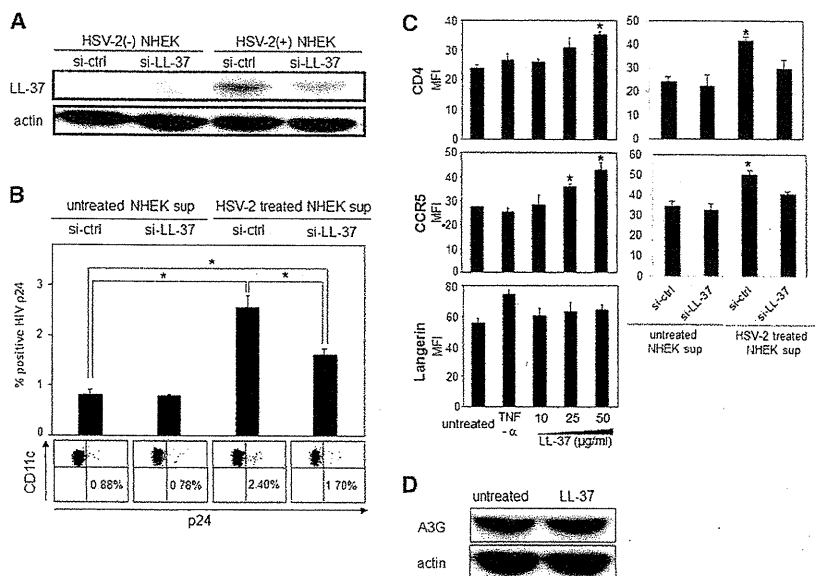 A
HSV-2(-) NHEK HSV-2(+) NHEK
si-ctrl si-LL-37 si-ctrl si-LL-37
LL-37
actin
B
untreated NHEK sup HSV-2 treated NHEK sup
si-ctrl si-LL-37 si-ctrl si-LL-37
% positive HIV p24
3
2
1
0
* * *
CD11c
0.88% 0.78% 2.40% 1.70%
p24
C
CD4
MFI
40
30
20
10
0
*
40
30
20
10
0
*
CCR5
MFI
50
40
30
20
10
0
* *
60
50
40
30
20
10
0
*
si-ctrl si-LL-37 si-ctrl si-LL-37
untreated NHEK sup
HSV-2 treated NHEK sup
Langerin
MFI
80
60
40
20
0
untreated TNF-α 10 25 50
LL-37 (μg/ml)
D
untreated LL-37
A3G
actin